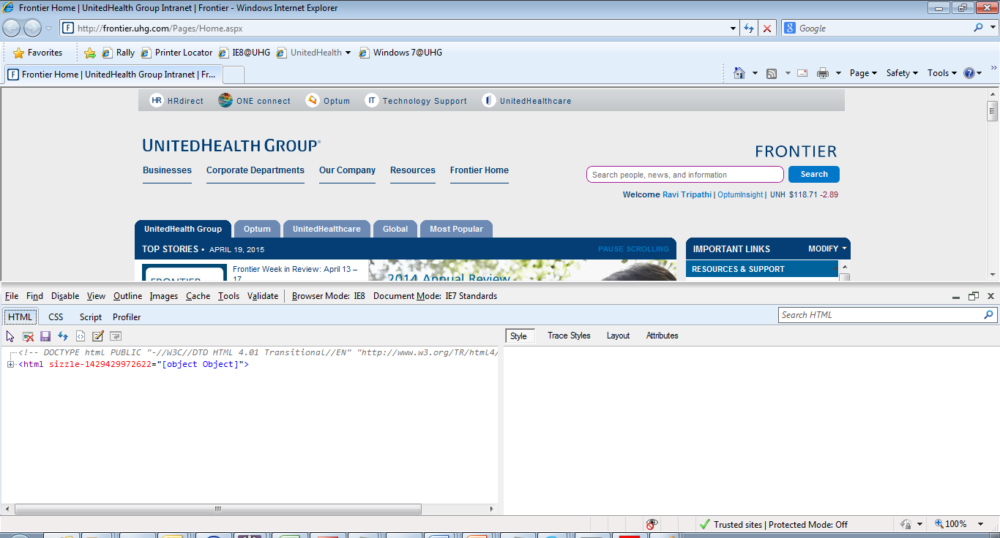 Frontier Home | UnitedHealth Group Intranet | Frontier - Windows Internet Explorer
http://frontier.uhg.com/Pages/Home.aspx
Google
Favorites Rally Printer Locator IE8@UHG UnitedHealth Windows 7@UHG
Frontier Home | UnitedHealth Group Intranet | Fr... Page Safety Tools
HR HRdirect ONE connect Optum IT Technology Support UnitedHealthcare
UNITEDHEALTH GROUP®
FRONTIER
Businesses Corporate Departments Our Company Resources Frontier Home
Search people, news, and information Search
Welcome Ravi Tripathi | OptumInsight | UNH $118.71 -2.89
UnitedHealth Group Optum UnitedHealthcare Global Most Popular
TOP STORIES • APRIL 19, 2015 PAUSE SCROLLING
IMPORTANT LINKS MODIFY
RESOURCES & SUPPORT
Frontier Week in Review: April 13 –
17
FRONTIER
2014 Annual Review
File Find Disable View Outline Images Cache Tools Validate Browser Mode: IE8 Document Mode: IE7 Standards
HTML CSS Script Profiler Search HTML
Style Trace Styles Layout Attributes
<!-- DOCTYPE html PUBLIC "-//W3C//DTD HTML 4.01 Transitional//EN" "http://www.w3.org/TR/html4/
<html sizzle-1429429972622="[object Object]">
Trusted sites | Protected Mode: Off 100%